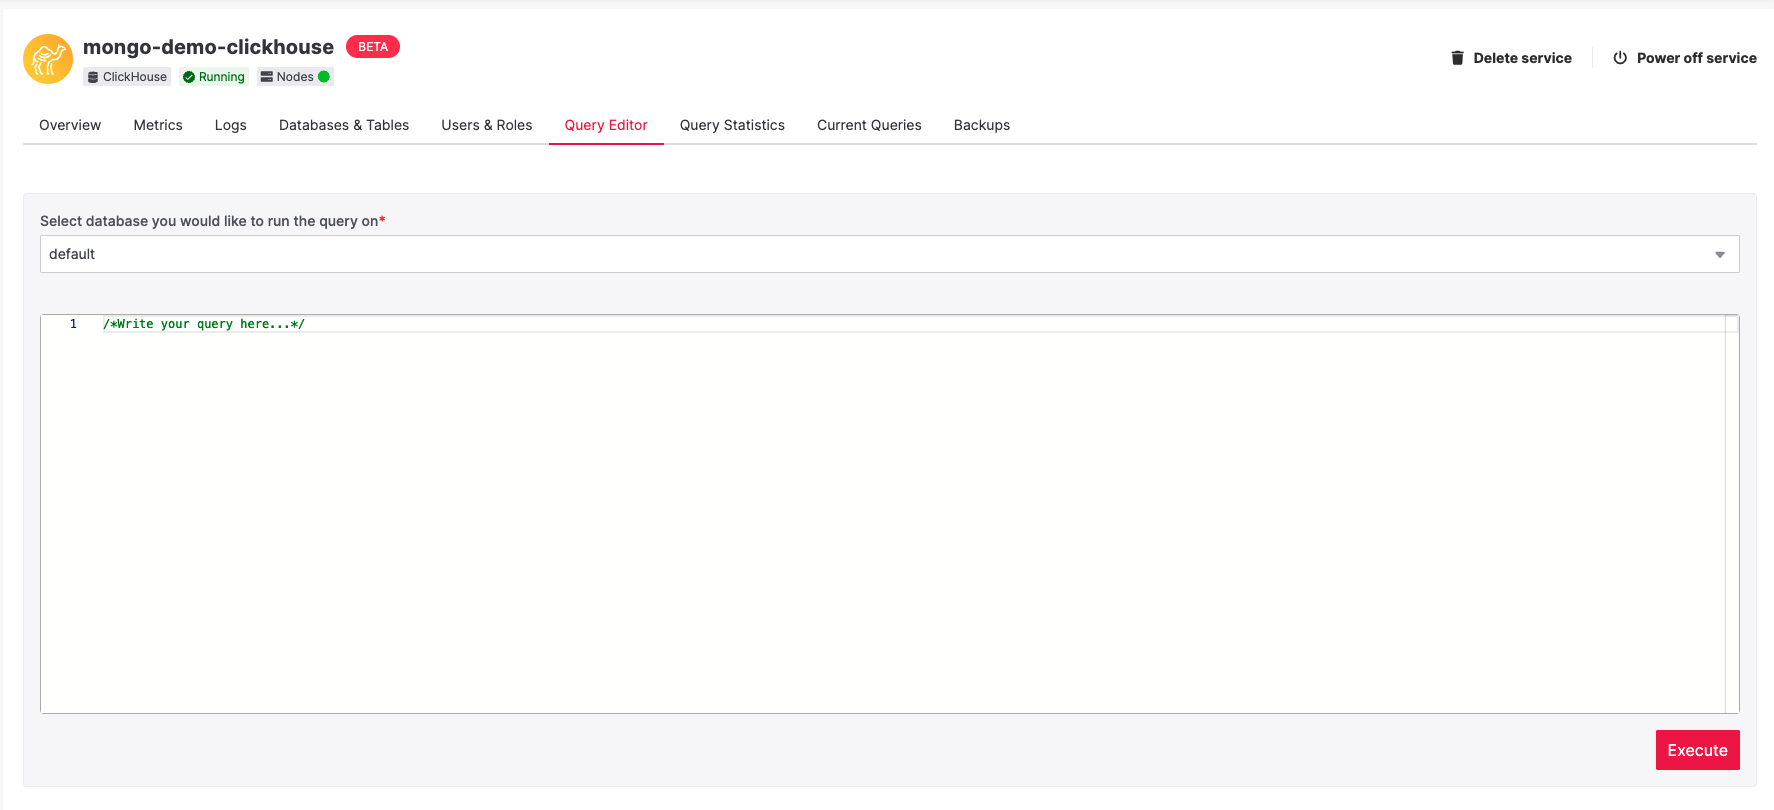 mongo-demo-clickhouse BETA
ClickHouse Running Nodes
Delete service Power off service
Overview Metrics Logs Databases & Tables Users & Roles Query Editor Query Statistics Current Queries Backups
Select database you would like to run the query on*
default
1 /*Write your query here...*/
Execute